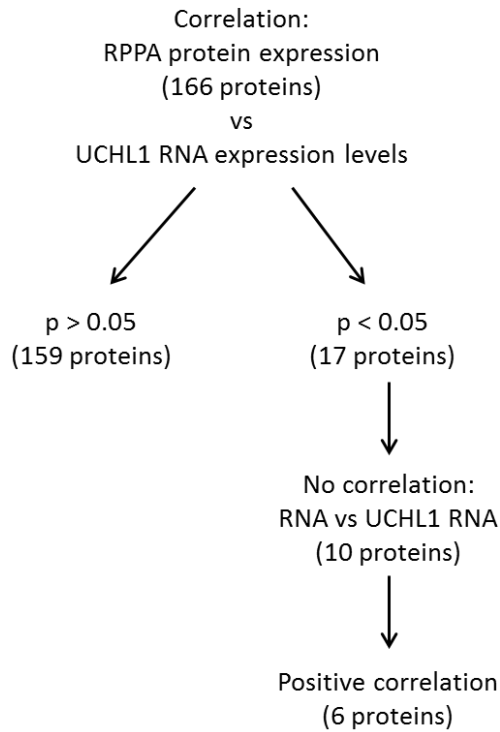 Correlation:
RPPA protein expression
(166 proteins)
vs
UCHL1 RNA expression levels
p > 0.05
(159 proteins)
p < 0.05
(17 proteins)
No correlation:
RNA vs UCHL1 RNA
(10 proteins)
Positive correlation
(6 proteins)